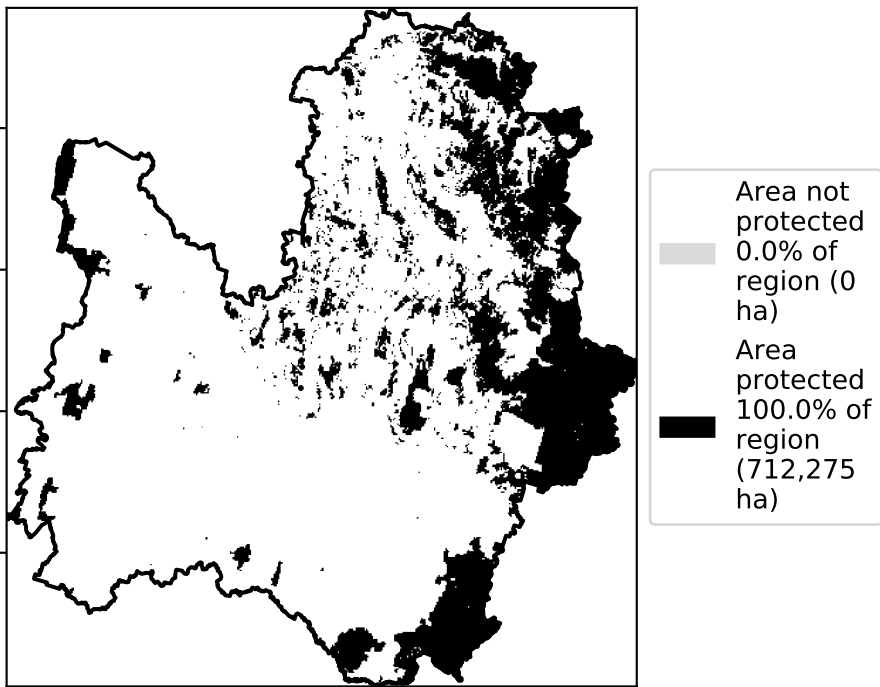 Area not
protected
0.0% of
region (0
ha)
Area
protected
100.0% of
region
(712,275
ha)